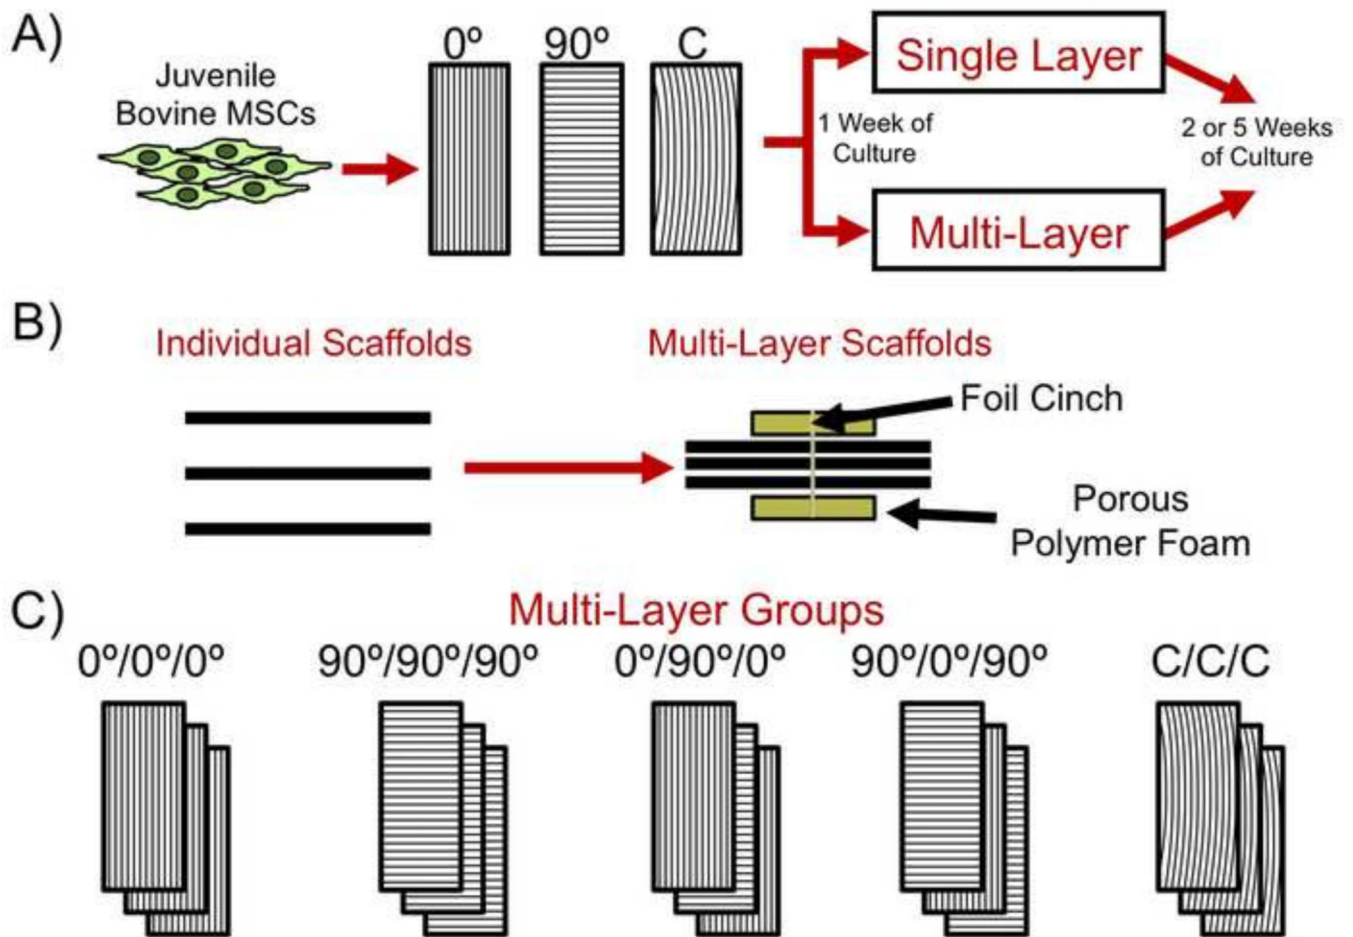 A)
Juvenile
Bovine MSCs
0º
90º
C
1 Week of
Culture
Single Layer
Multi-Layer
2 or 5 Weeks
of Culture
B)
Individual Scaffolds
Multi-Layer Scaffolds
Foil Cinch
Porous
Polymer Foam
C)
Multi-Layer Groups
0º/0º/0º
90º/90º/90º
0º/90º/0º
90º/0º/90º
C/C/C